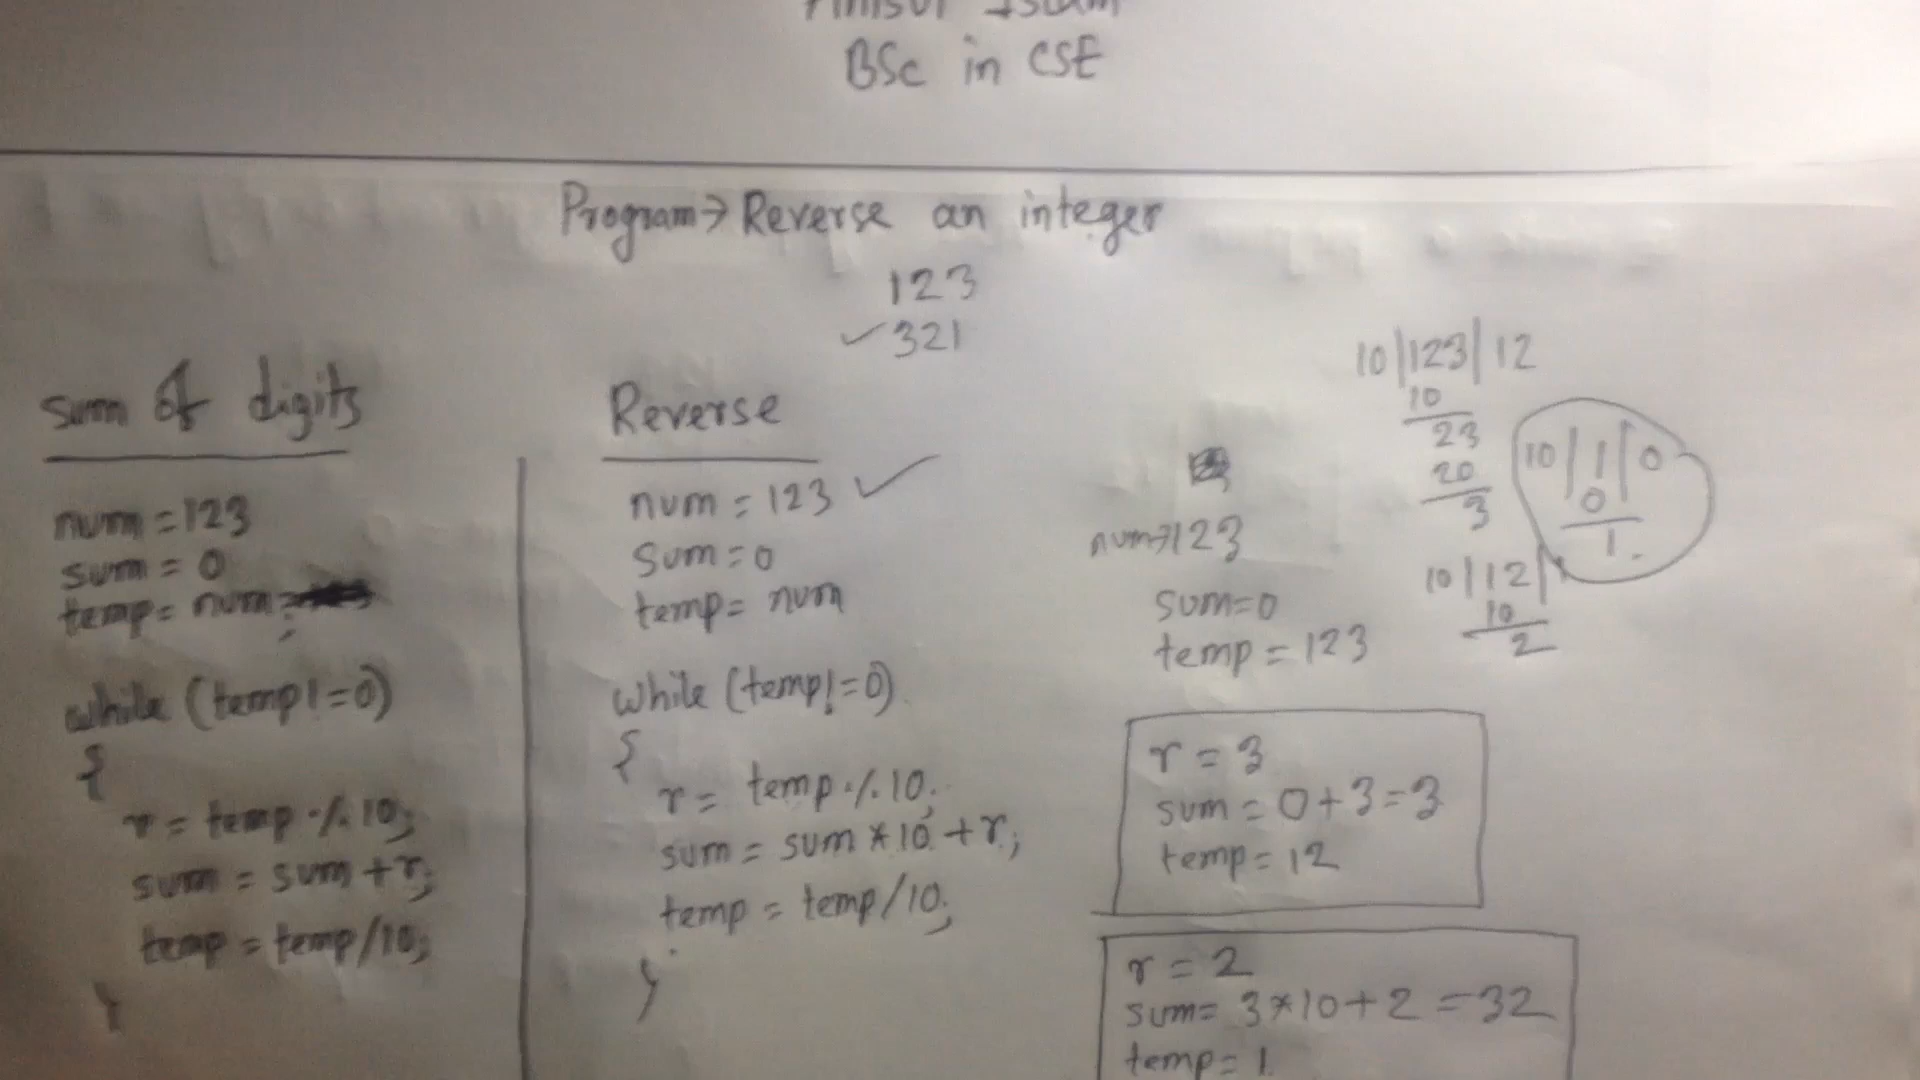 BSc in CSE
Program→ Reverse an integer
123
✓321
sum of digits
num = 123
sum = 0
temp = num;
while (temp!=0)
{
r = temp % 10;
sum = sum + r;
temp = temp/10;
}
Reverse
num = 123 ✓
sum = 0
temp = num
while (temp!=0)
{
r = temp % 10;
sum = sum * 10 + r;
temp = temp/10;
}
num→123
sum=0
temp = 123
r = 3
sum = 0+3=3
temp = 12
r = 2
sum= 3*10+2 =32
temp= 1
10|123|12
10
23
20
3
10|12|1
10
2
10|1|0
0
1.